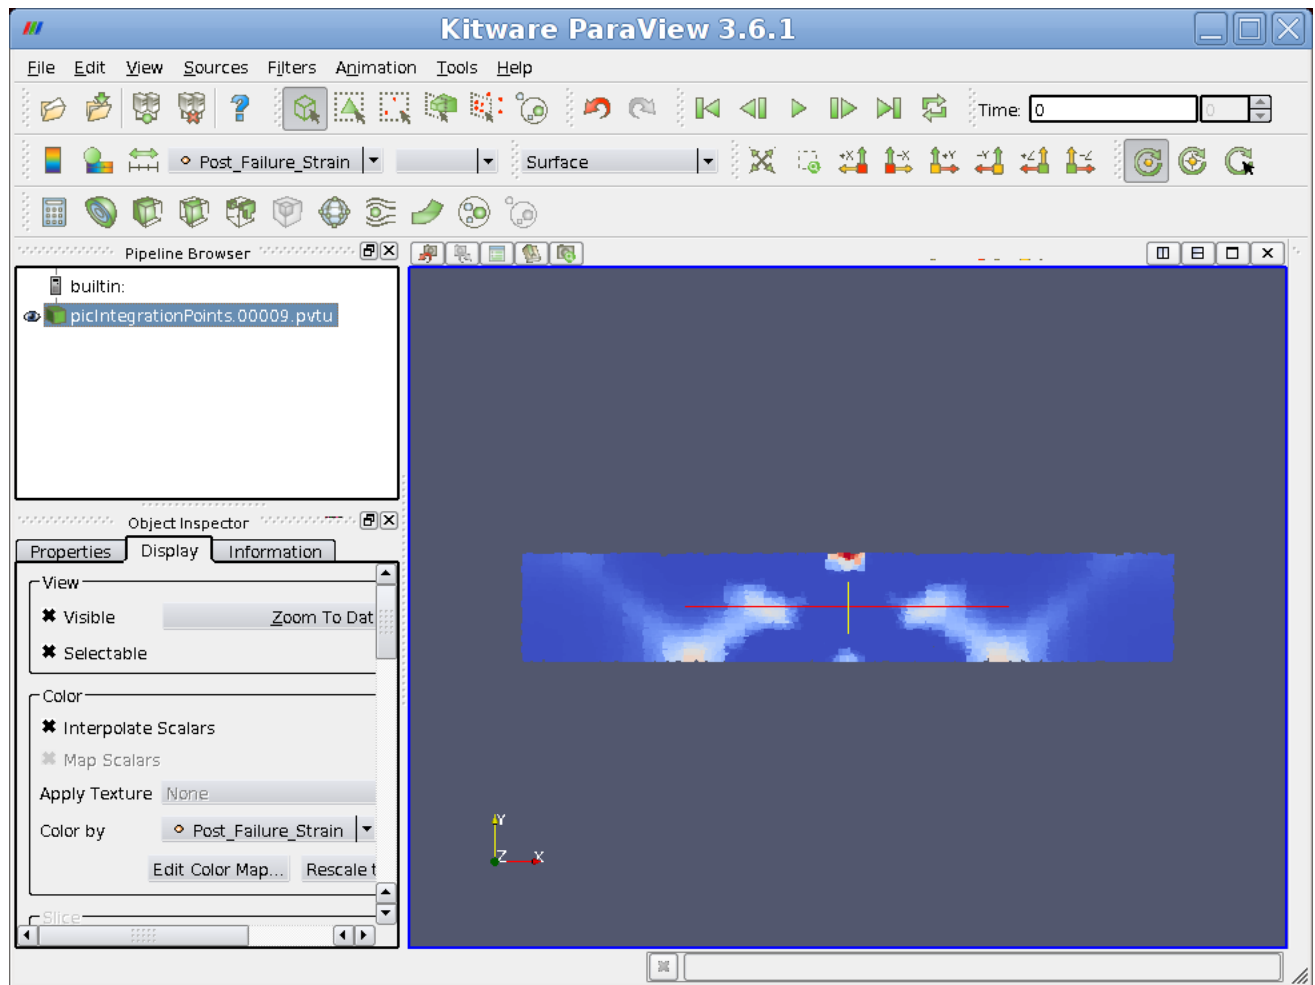 Kitware ParaView 3.6.1
File Edit View Sources Filters Animation Tools Help
Time: 0 0
Post_Failure_Strain Surface
+X -X +Y -Y +Z -Z
Pipeline Browser
builtin:
picIntegrationPoints.00009.pvtu
Object Inspector
Properties Display Information
View
Visible Zoom To Dat
Selectable
Color
Interpolate Scalars
Map Scalars
Apply Texture None
Color by Post_Failure_Strain
Edit Color Map... Rescale t
Slice
Y
Z X